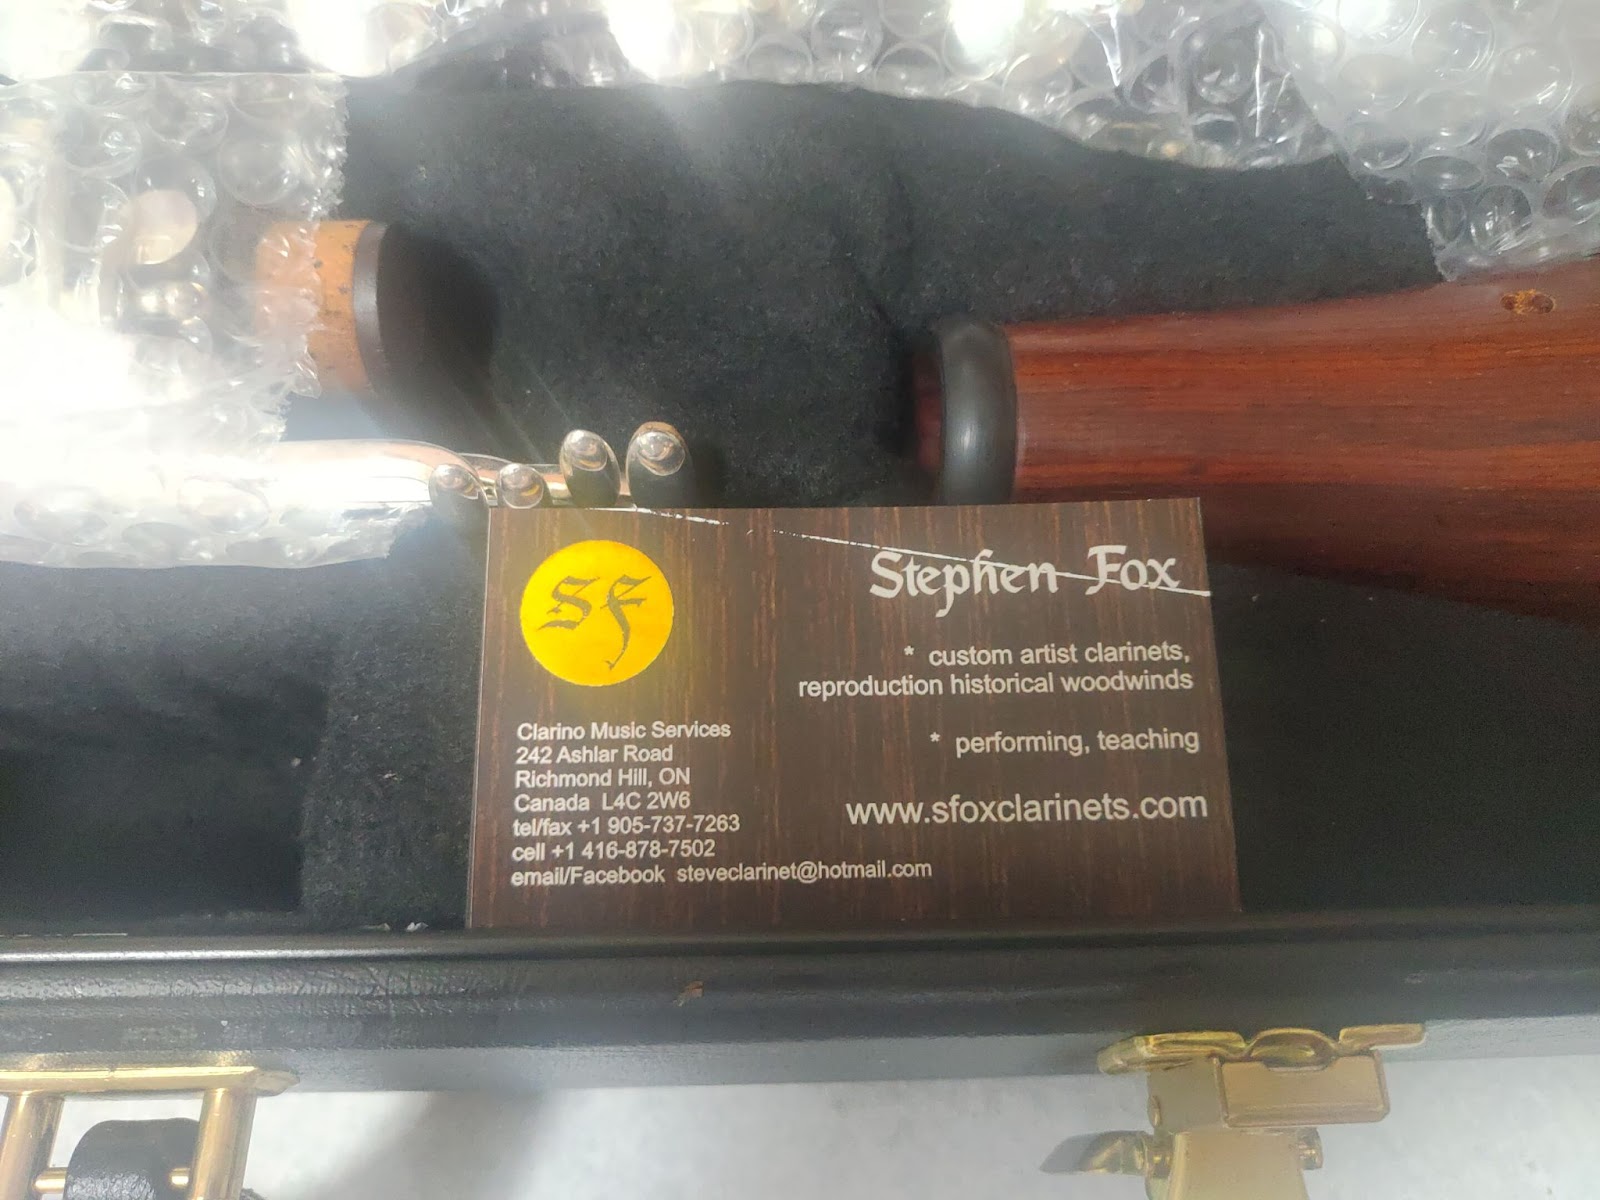 SF
Stephen Fox
* custom artist clarinets,
reproduction historical woodwinds
* performing, teaching
www.sfoxclarinets.com
Clarino Music Services
242 Ashlar Road
Richmond Hill, ON
Canada L4C 2W6
tel/fax +1 905-737-7263
cell +1 416-878-7502
email/Facebook steveclarinet@hotmail.com